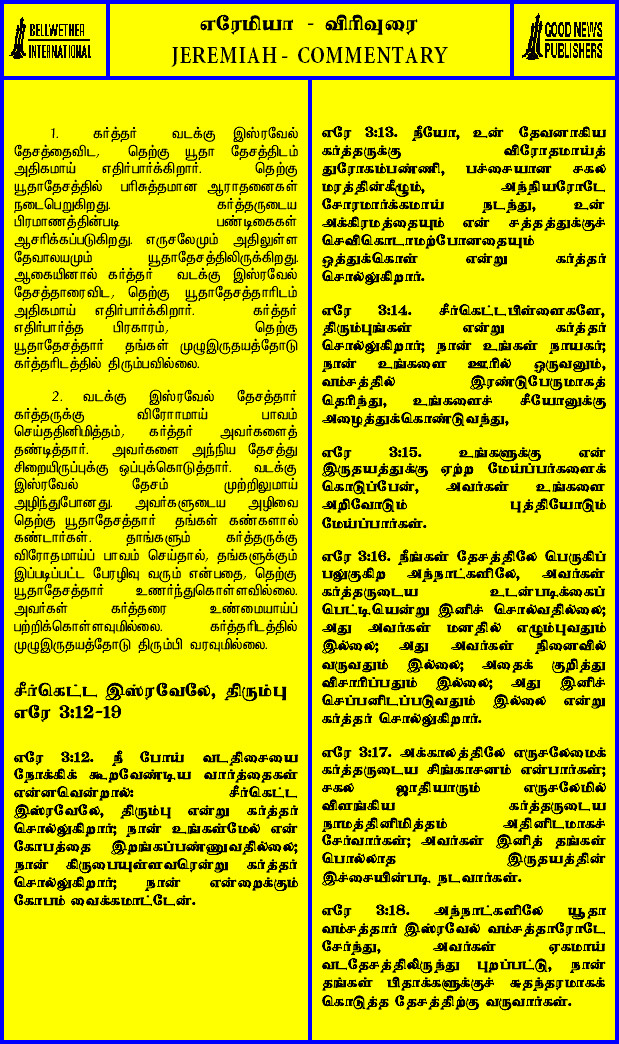 BELLWETHER
INTERNATIONAL
எரேமியா - விரிவுரை
JEREMIAH - COMMENTARY
GOOD NEWS
PUBLISHERS
1. கர்த்தர் வடக்கு இஸ்ரவேல்
தேசத்தைவிட, தெற்கு யூதா தேசத்திடம்
அதிகமாய் எதிர்பார்க்கிறார். தெற்கு
யூதாதேசத்தில் பரிசுத்தமான ஆராதனைகள்
நடைபெறுகிறது. கர்த்தருடைய
பிரமாணத்தின்படி பண்டிகைகள்
ஆசரிக்கப்படுகிறது. எருசலேமும் அதிலுள்ள
தேவாலயமும் யூதாதேசத்திலிருக்கிறது.
ஆகையினால் கர்த்தர் வடக்கு இஸ்ரவேல்
தேசத்தாரைவிட, தெற்கு யூதாதேசத்தாரிடம்
அதிகமாய் எதிர்பார்க்கிறார். கர்த்தர்
எதிர்பார்த்த பிரகாரம், தெற்கு
யூதாதேசத்தார் தங்கள் முழுஇருதயத்தோடு
கர்த்தரிடத்தில் திரும்பவில்லை.
2. வடக்கு இஸ்ரவேல் தேசத்தார்
கர்த்தருக்கு விரோாமாய் பாவம்
செய்ததினிமித்தம், கர்த்தர் அவர்களைத்
தண்டித்தார். அவர்களை அந்நிய தேசத்து
சிறையிருப்புக்கு ஒப்புக்கொடுத்தார். வடக்கு
இஸ்ரவேல் தேசம் முற்றிலுமாய்
அழிந்துபோனது. அவர்களுடைய அழிவை
தெற்கு யூதாதேசத்தார் தங்கள் கண்களால்
கண்டார்கள். தாங்களும் கர்த்தருக்கு
விரோதமாய்ப் பாவம் செய்தால், தங்களுக்கும்
இப்படிப்பட்ட பேரழிவு வரும் என்பதை, தெற்கு
யூதாதேசத்தார் உணர்ந்துகொள்ளவில்லை.
அவர்கள் கர்த்தரை உண்மையாய்ப்
பற்றிக்கொள்ளவுமில்லை. கர்த்தரிடத்தில்
முழுஇருதயத்தோடு திரும்பி வரவுமில்லை.
சீர்கெட்ட இஸ்ரவேலே, திரும்பு
எரே 3:12-19
எரே 3:12. நீ போய் வடதிசையை
நோக்கிக் கூறவேண்டிய வார்த்தைகள்
என்னவென்றால்: சீர்கெட்ட
இஸ்ரவேலே, திரும்பு என்று கர்த்தர்
சொல்லுகிறார்; நான் உங்கள்மேல் என்
கோபத்தை இறங்கப்பண்ணுவதில்லை;
நான் கிருபையுள்ளவரென்று கர்த்தர்
சொல்லுகிறார்; நான் என்றைக்கும்
கோபம் வைக்கமாட்டேன்.
எரே 3:13. நீயோ, உன் தேவனாகிய
கர்த்தருக்கு விரோதமாய்த்
துரோகம்பண்ணி, பச்சையான சகல
மரத்தின்கீழும், அந்நியரோடே
சோரமார்க்கமாய் நடந்து, உன்
அக்கிரமத்தையும் என் சத்தத்துக்குச்
செவிகொடாமற்போனதையும்
ஒத்துக்கொள் என்று கர்த்தர்
சொல்லுகிறார்.
எரே 3:14. சீர்கெட்டபிள்ளைகளே,
திரும்புங்கள் என்று கர்த்தர்
சொல்லுகிறார்; நான் உங்கள் நாயகர்;
நான் உங்களை ஊரில் ஒருவனும்,
வம்சத்தில் இரண்டுபேருமாகத்
தெரிந்து, உங்களைச் சீயோனுக்கு
அழைத்துக்கொண்டுவந்து,
எரே 3:15. உங்களுக்கு என்
இருதயத்துக்கு ஏற்ற மேய்ப்பர்களைக்
கொடுப்பேன், அவர்கள் உங்களை
அறிவோடும் புத்தியோடும்
மேய்ப்பார்கள்.
எரே 3:16. நீங்கள் தேசத்திலே பெருகிப்
பலுகுகிற அந்நாட்களிலே, அவர்கள்
கர்த்தருடைய உடன்படிக்கைப்
பெட்டியென்று இனிச் சொல்வதில்லை;
அது அவர்கள் மனதில் எழும்புவதும்
இல்லை; அது அவர்கள் நினைவில்
வருவதும் இல்லை; அதைக் குறித்து
விசாரிப்பதும் இல்லை; அது இனிச்
செப்பனிடப்படுவதும் இல்லை என்று
கர்த்தர் சொல்லுகிறார்.
எரே 3:17. அக்காலத்திலே எருசலேமைக்
கர்த்தருடைய சிங்காசனம் என்பார்கள்;
சகல ஜாதியாரும் எருசலேமில்
விளங்கிய கர்த்தருடைய
நாமத்தினிமித்தம் அதினிடமாகச்
சேர்வார்கள்; அவர்கள் இனித் தங்கள்
பொல்லாத இருதயத்தின்
இச்சையின்படி நடவார்கள்.
எரே 3:18. அந்நாட்களிலே யூதா
வம்சத்தார் இஸ்ரவேல் வம்சத்தாரோடே
சேர்ந்து, அவர்கள் ஏகமாய்
வடதேசத்திலிருந்து புறப்பட்டு, நான்
தங்கள் பிதாக்களுக்குச் சுதந்தரமாகக்
கொடுத்த தேசத்திற்கு வருவார்கள்.